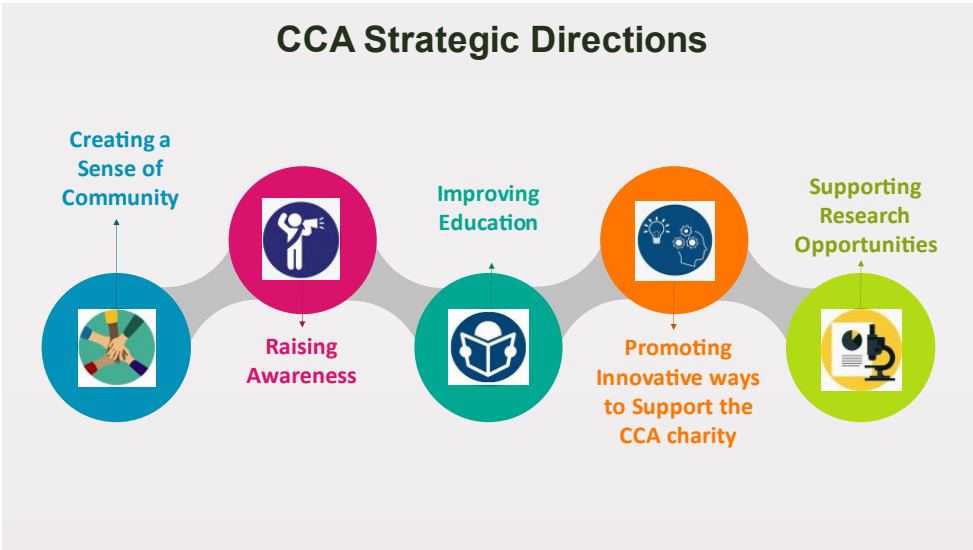 CCA Strategic Directions
Creating a
Sense of
Community
Raising
Awareness
Improving
Education
Promoting
Innovative ways
to Support the
CCA charity
Supporting
Research
Opportunities